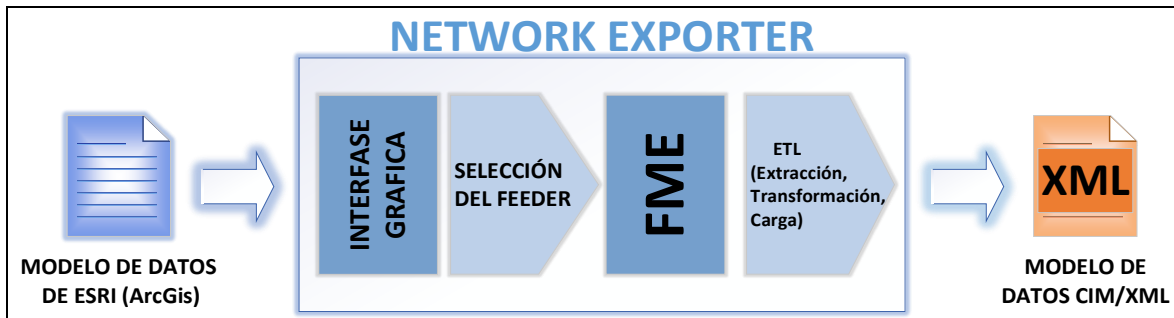 NETWORK EXPORTER
INTERFASE
GRAFICA
SELECCIÓN
DEL FEEDER
FME
ETL
(Extracción,
Transformación,
Carga)
XML
MODELO DE DATOS
DE ESRI (ArcGis)
MODELO DE
DATOS CIM/XML